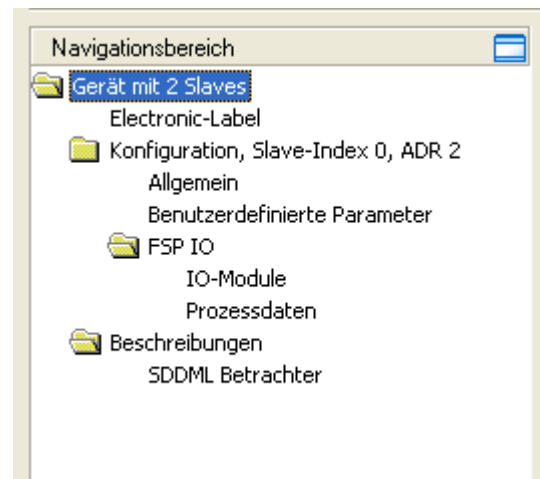 Navigationsbereich
Gerät mit 2 Slaves
Electronic-Label
Konfiguration, Slave-Index 0, ADR 2
Allgemein
Benutzerdefinierte Parameter
FSP IO
IO-Module
Prozessdaten
Beschreibungen
SDDML Betrachter